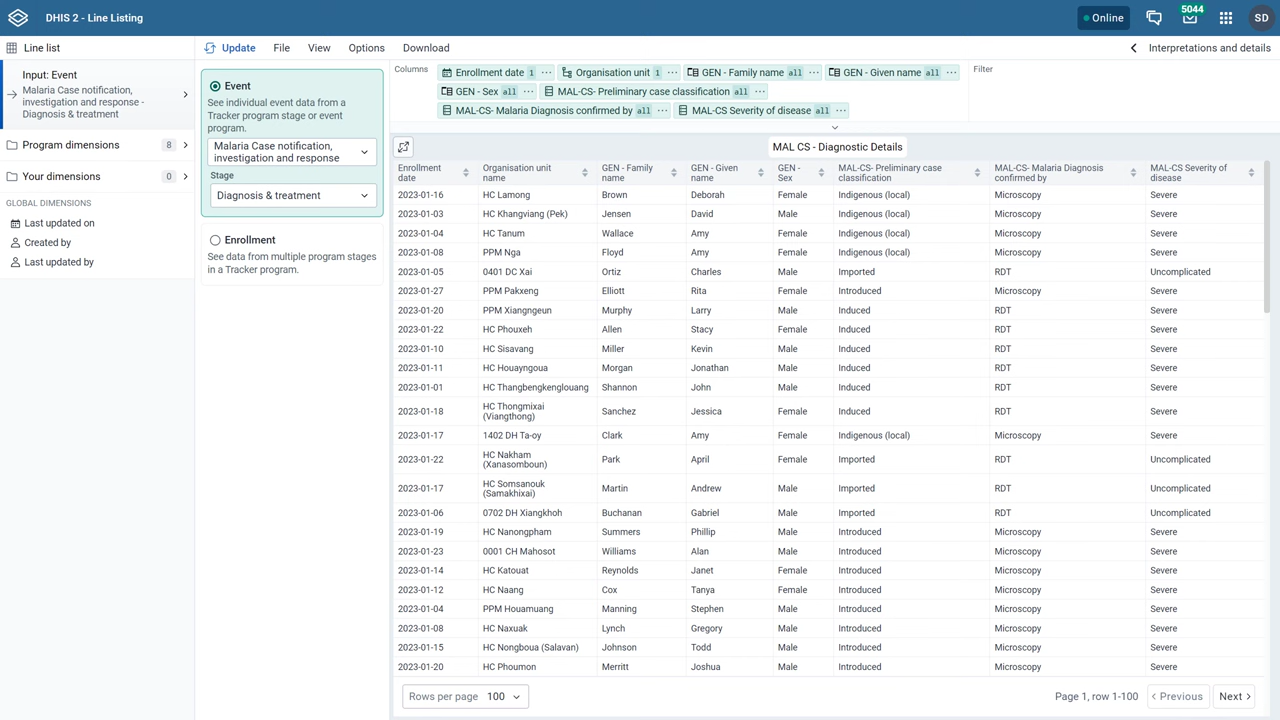 DHIS 2 - Line Listing
Online
5044
SD
Line list
Update
File
View
Options
Download
Interpretations and details
Input: Event
Malaria Case notification,
investigation and response -
Diagnosis & treatment
Program dimensions
8
Your dimensions
0
GLOBAL DIMENSIONS
Last updated on
Created by
Last updated by
Event
See individual event data from a
Tracker program stage or event
program.
Malaria Case notification,
investigation and response
Stage
Diagnosis & treatment
Enrollment
See data from multiple program stages
in a Tracker program.
Columns
Enrollment date 1
Organisation unit 1
GEN - Family name all
GEN - Given name all
GEN - Sex all
MAL-CS- Preliminary case classification all
MAL-CS- Malaria Diagnosis confirmed by all
MAL-CS Severity of disease all
Filter
MAL CS - Diagnostic Details
Enrollment date Organisation unit name GEN - Family name GEN - Given name GEN - Sex MAL-CS- Preliminary case classification MAL-CS- Malaria Diagnosis confirmed by MAL-CS Severity of disease
2023-01-16 HC Lamong Brown Deborah Female Indigenous (local) Microscopy Severe
2023-01-03 HC Khangviang (Pek) Jensen David Male Indigenous (local) Microscopy Severe
2023-01-04 HC Tanum Wallace Amy Female Indigenous (local) Microscopy Severe
2023-01-08 PPM Nga Floyd Amy Female Indigenous (local) Microscopy Severe
2023-01-05 0401 DC Xai Ortiz Charles Male Imported RDT Uncomplicated
2023-01-27 PPM Pakxeng Elliott Rita Female Introduced Microscopy Severe
2023-01-20 PPM Xiangngeun Murphy Larry Male Induced RDT Severe
2023-01-22 HC Phouxeh Allen Stacy Female Induced RDT Severe
2023-01-10 HC Sisavang Miller Kevin Male Induced RDT Severe
2023-01-11 HC Houayngoua Morgan Jonathan Male Induced RDT Severe
2023-01-01 HC Thangbengkenglouang Shannon John Male Induced RDT Severe
2023-01-18 HC Thongmixai (Viangthong) Sanchez Jessica Female Induced RDT Severe
2023-01-17 1402 DH Ta-oy Clark Amy Female Indigenous (local) Microscopy Severe
2023-01-22 HC Nakham (Xanasomboun) Park April Female Imported RDT Uncomplicated
2023-01-17 HC Somsanouk (Samakhixai) Martin Andrew Male Imported RDT Uncomplicated
2023-01-06 0702 DH Xiangkhoh Buchanan Gabriel Male Imported RDT Uncomplicated
2023-01-19 HC Nanongpham Summers Phillip Male Introduced Microscopy Severe
2023-01-23 0001 CH Mahosot Williams Alan Male Introduced Microscopy Severe
2023-01-14 HC Katouat Reynolds Janet Female Introduced Microscopy Severe
2023-01-12 HC Naang Cox Tanya Female Introduced Microscopy Severe
2023-01-04 PPM Houamuang Manning Stephen Male Introduced Microscopy Severe
2023-01-08 HC Naxuak Lynch Gregory Male Introduced Microscopy Severe
2023-01-15 HC Nongboua (Salavan) Johnson Todd Male Introduced Microscopy Severe
2023-01-20 HC Phoumon Merritt Joshua Male Introduced Microscopy Severe
Rows per page 100
Page 1, row 1-100
Previous
Next